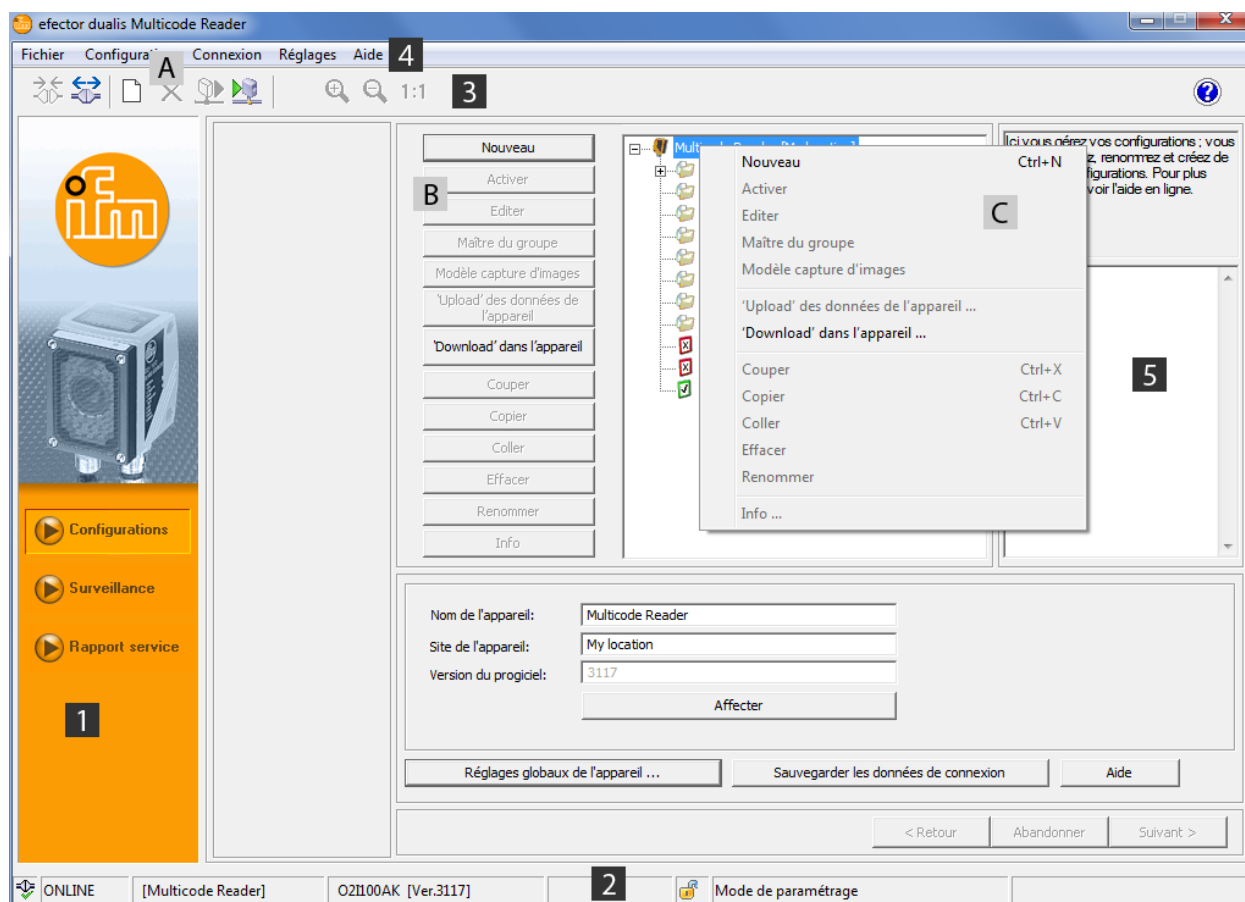 efector dualis Multicode Reader
Fichier Configurati Connexion Réglages Aide 4
A
1:1 3
ifm
Configurations
Surveillance
Rapport service
1
Nouveau
Activer
B
Editer
Maître du groupe
Modèle capture d'images
'Upload' des données de
l'appareil
'Download' dans l'appareil
Couper
Copier
Coller
Effacer
Renommer
Info
Nouveau Ctrl+N
Activer
Editer
C
Maître du groupe
Modèle capture d'images
'Upload' des données de l'appareil ...
'Download' dans l'appareil ...
Couper Ctrl+X
Copier Ctrl+C
Coller Ctrl+V
Effacer
Renommer
Info ...
Ici vous gérez vos configurations ; vous
renommez et créez de
Pour plus
voir l'aide en ligne.
5
Nom de l'appareil: Multicode Reader
Site de l'appareil: My location
Version du progiciel: 3117
Affecter
Réglages globaux de l'appareil ... Sauvegarder les données de connexion Aide
< Retour Abandonner Suivant >
ONLINE [Multicode Reader] O2I100AK [Ver.3117] 2 Mode de paramétrage